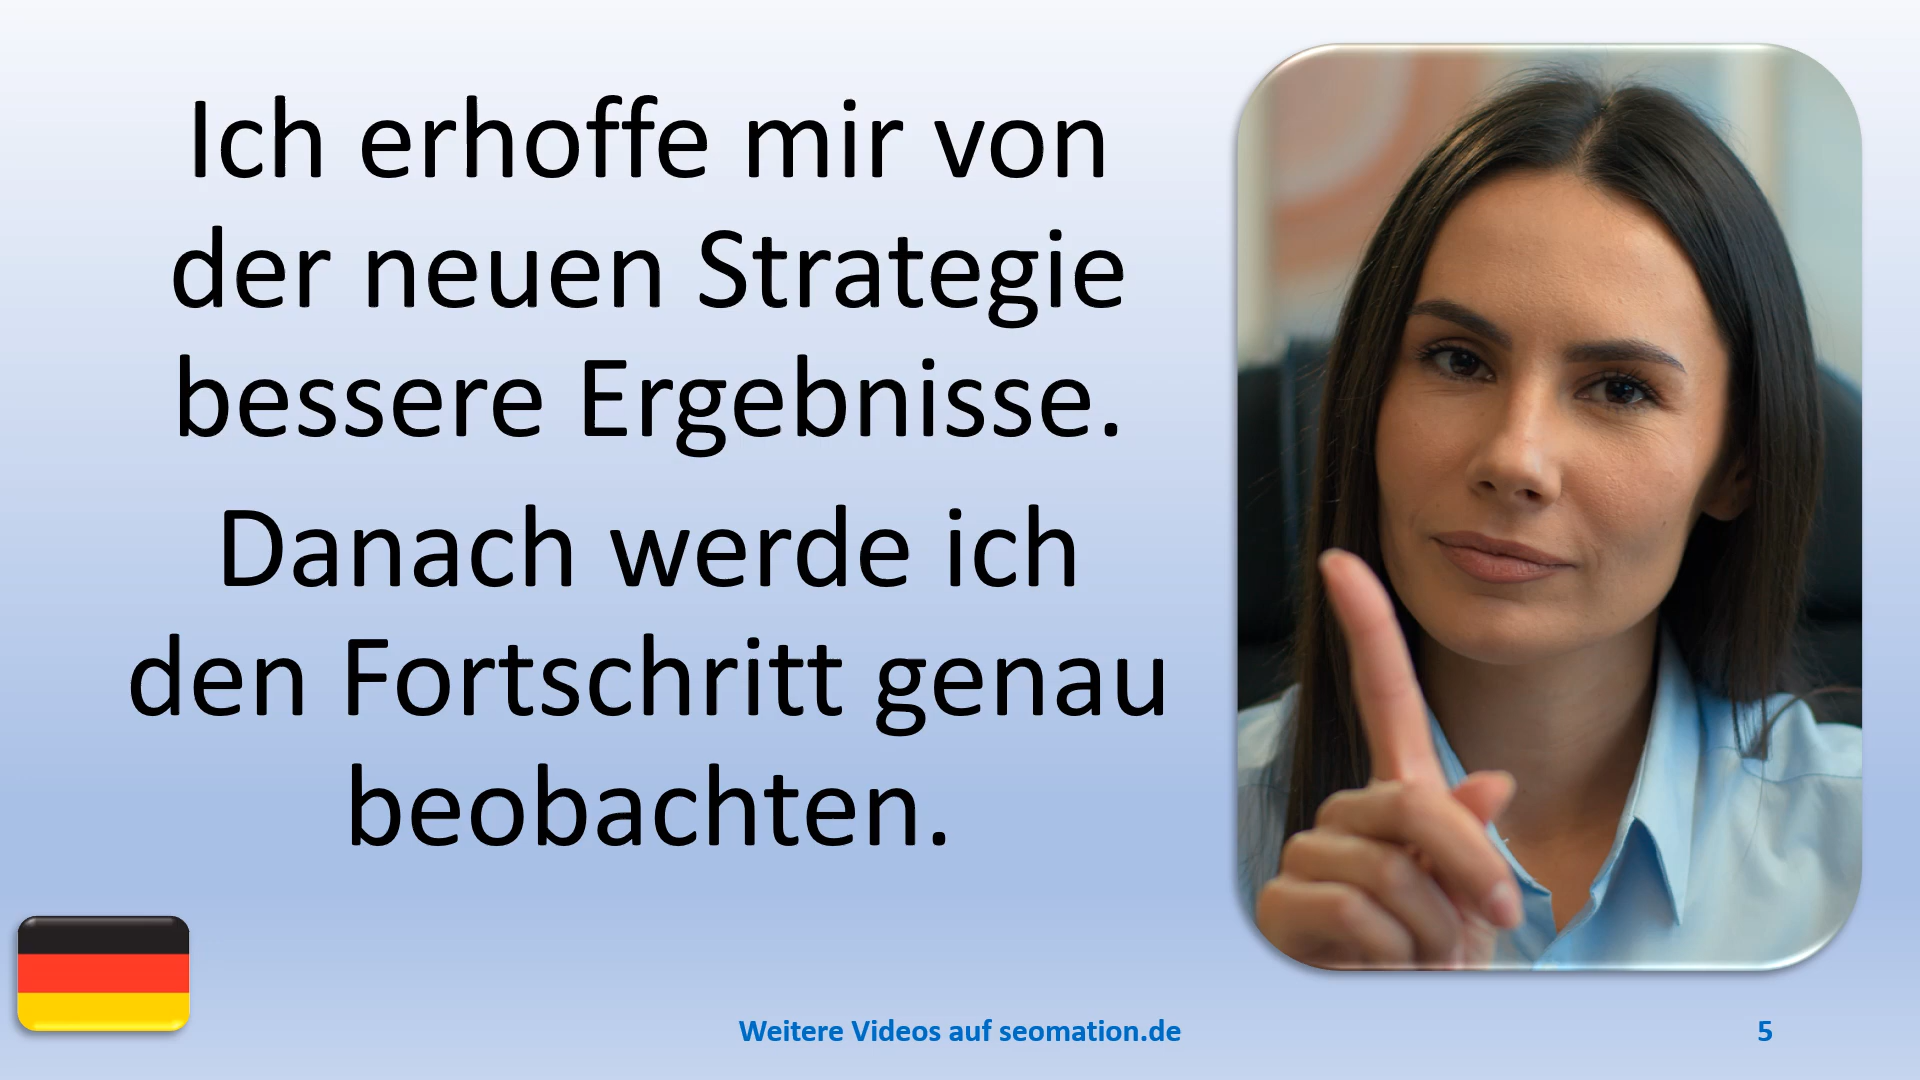 Ich erhoffe mir von
der neuen Strategie
bessere Ergebnisse.
Danach werde ich
den Fortschritt genau
beobachten.
Weitere Videos auf seomation.de
5